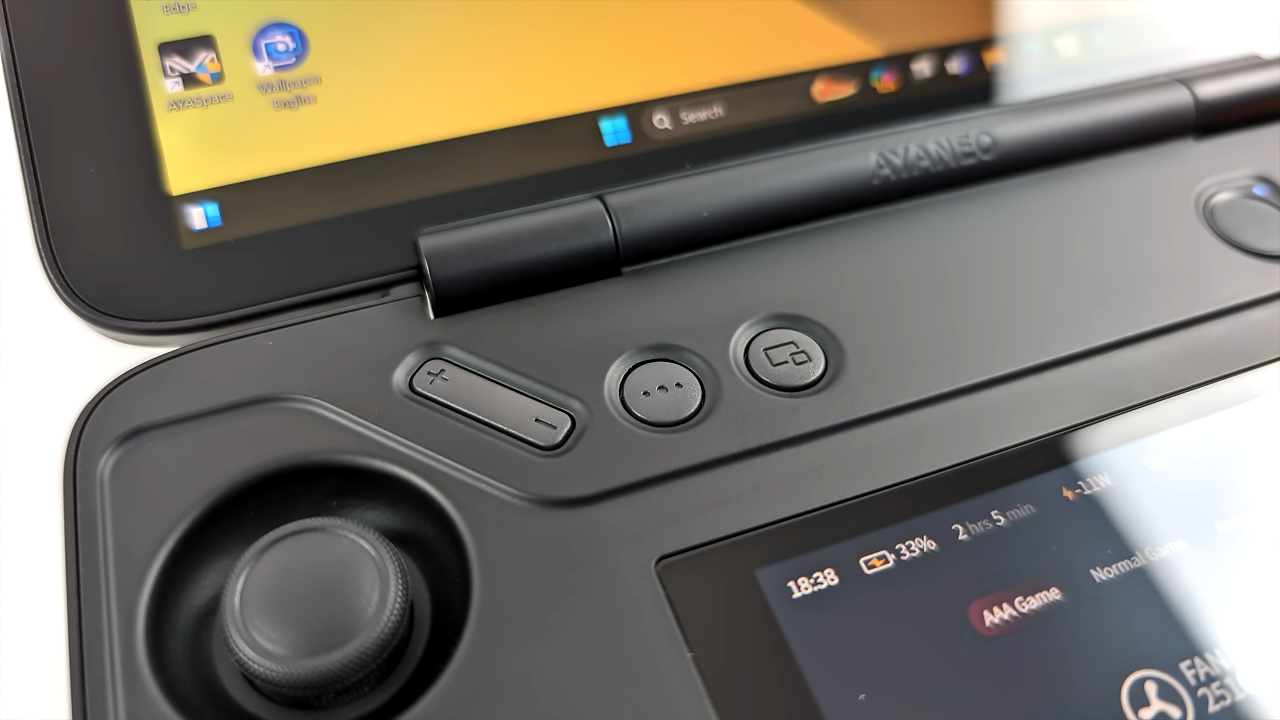 Edge
AYASpace
Wallpaper
Engine
Search
AYANEO
+
-
18:38
33%
2 hrs 5 min
-11W
AAA Game
Normal Game
FAN